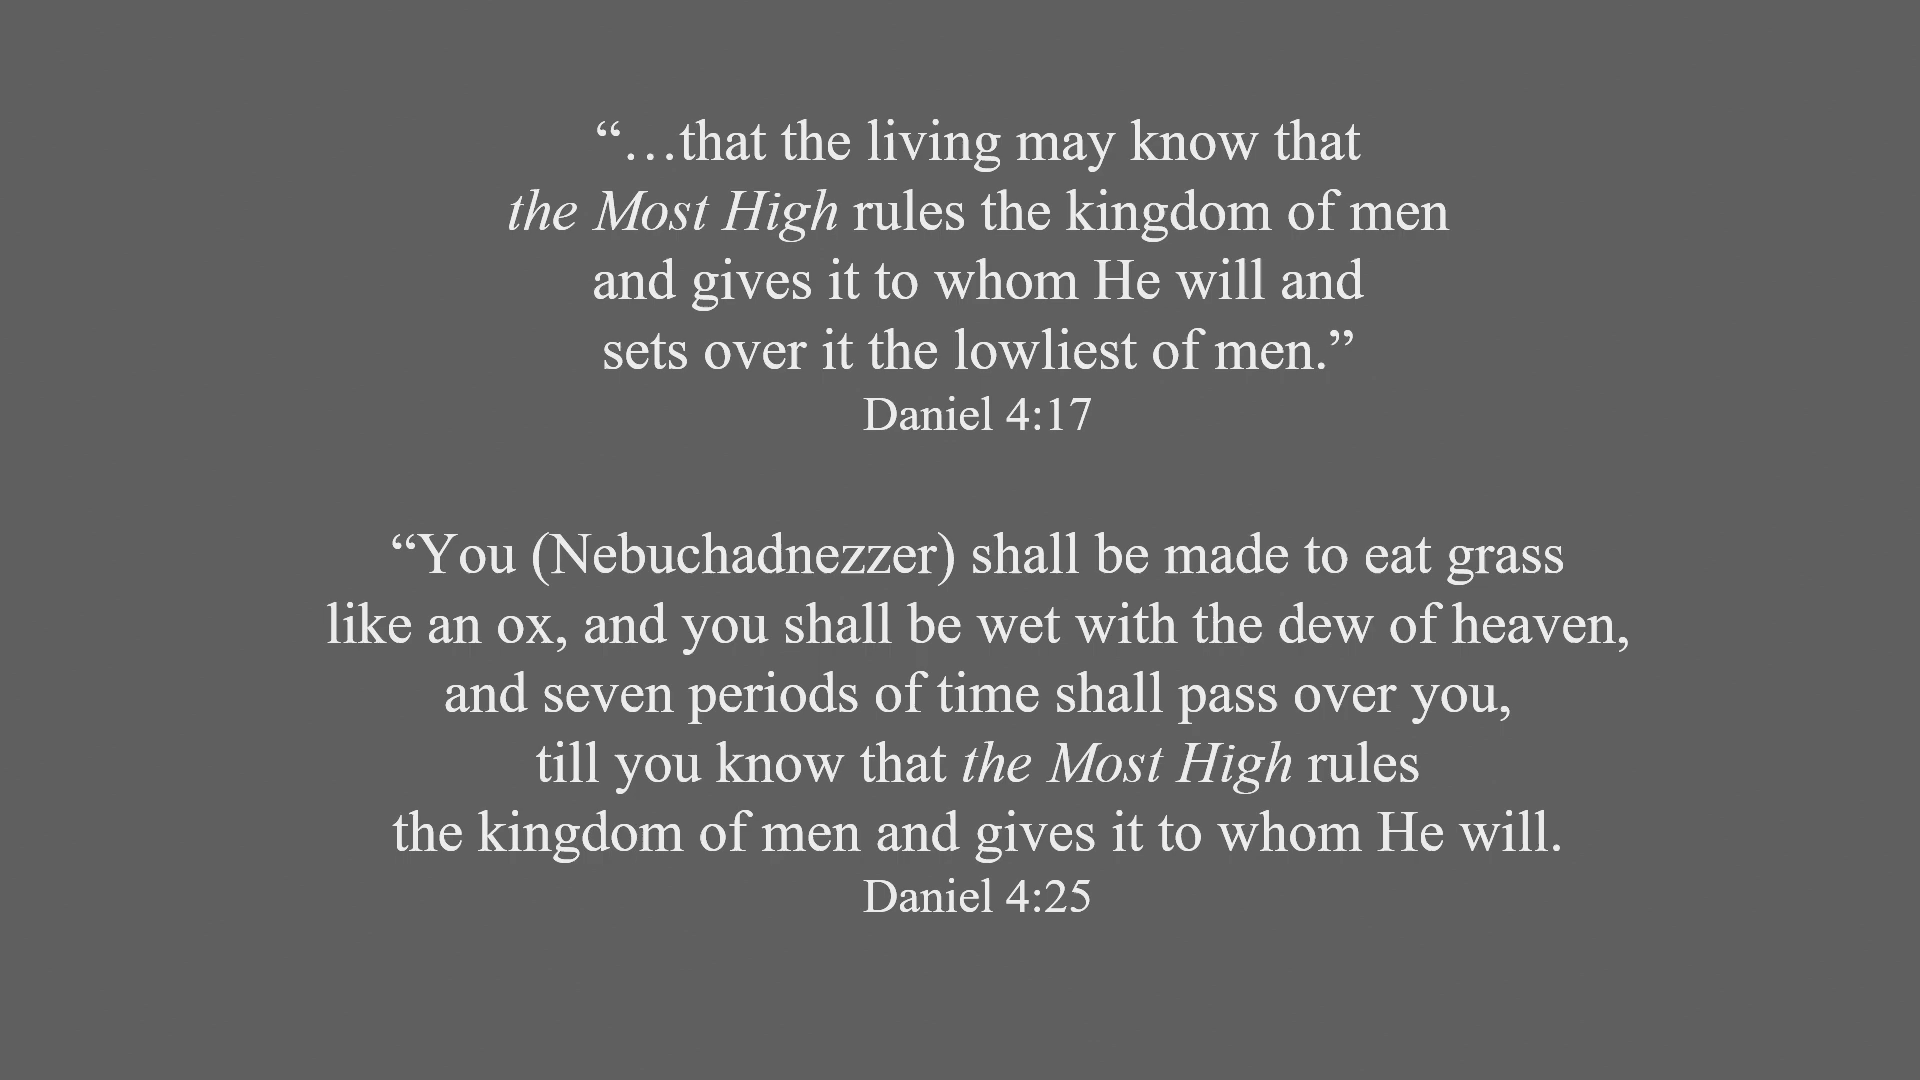 “…that the living may know that
the Most High rules the kingdom of men
and gives it to whom He will and
sets over it the lowliest of men.”
Daniel 4:17
“You (Nebuchadnezzer) shall be made to eat grass
like an ox, and you shall be wet with the dew of heaven,
and seven periods of time shall pass over you,
till you know that the Most High rules
the kingdom of men and gives it to whom He will.
Daniel 4:25